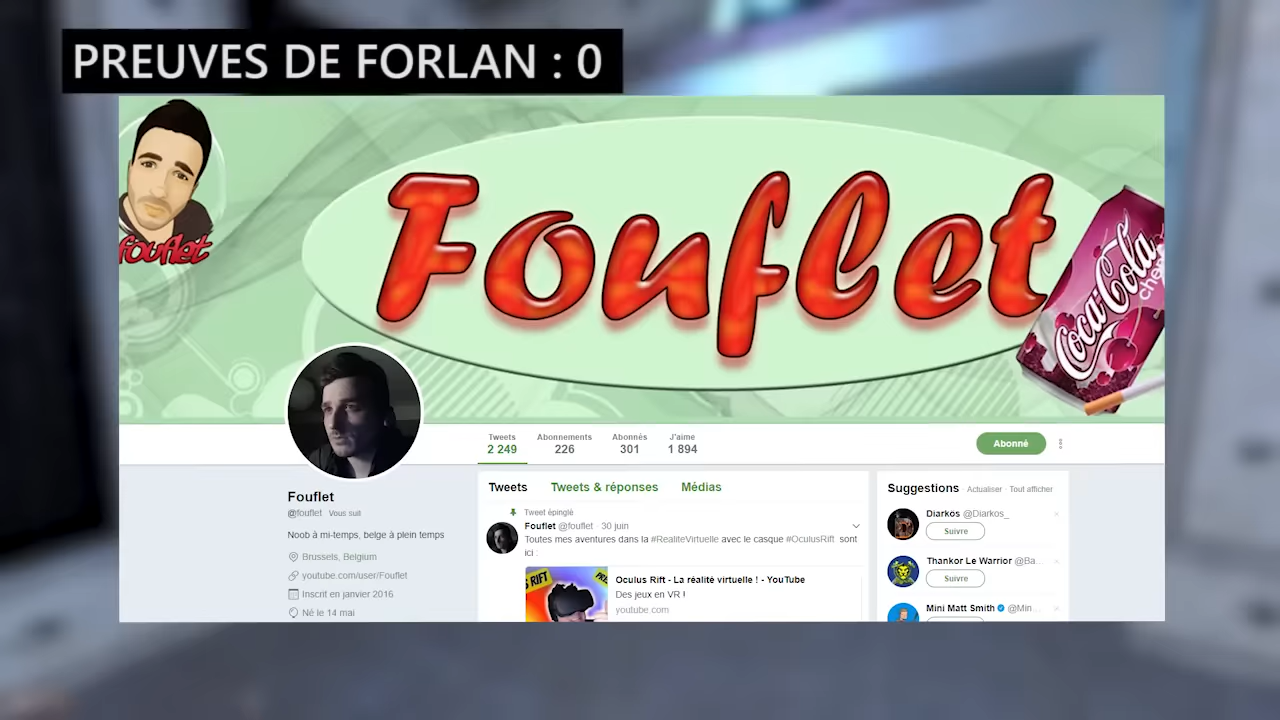 PREUVES DE FORLAN : 0
fouflet
Fouflet
Coca-Cola
cherry
Tweets
2 249
Abonnements
226
Abonnés
301
J'aime
1 894
Abonné
Fouflet
@fouflet Vous suit
Noob à mi-temps, belge à plein temps
Brussels, Belgium
youtube.com/user/Fouflet
Inscrit en janvier 2016
Né le 14 mai
Tweets
Tweets & réponses
Médias
Tweet épinglé
Fouflet @fouflet · 30 juin
Toutes mes aventures dans la #RealiteVirtuelle avec le casque #OculusRift sont
ici :
RIFT
Oculus Rift - La réalité virtuelle ! - YouTube
Des jeux en VR !
youtube.com
Suggestions · Actualiser · Tout afficher
Diarkos @Diarkos_
Suivre
Thankor Le Warrior @Ba...
Suivre
Mini Matt Smith @Min...